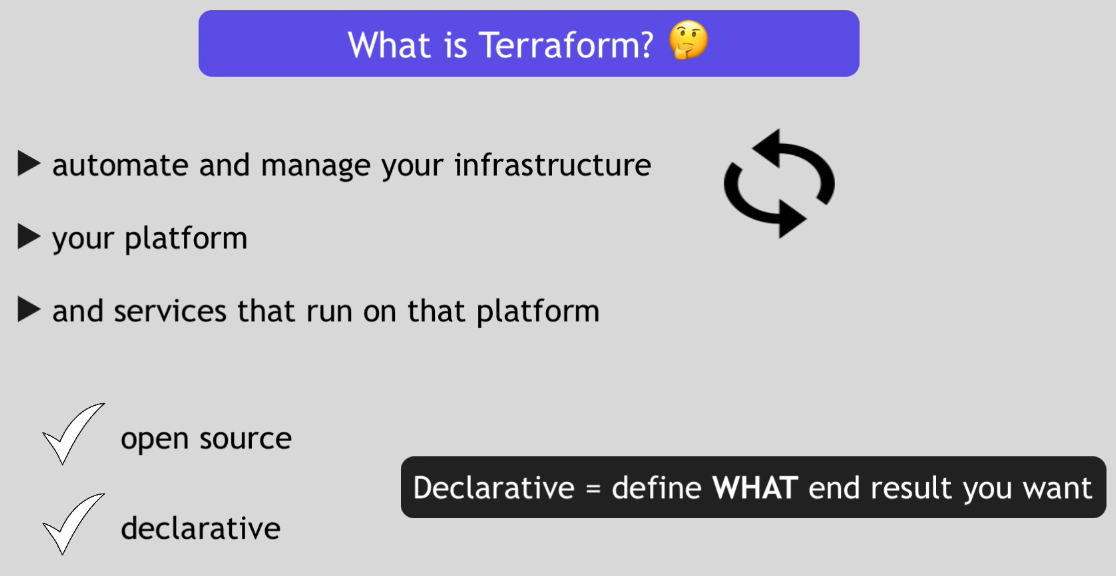 What is Terraform? 🤔
▶ automate and manage your infrastructure
▶ your platform
▶ and services that run on that platform
✓ open source
Declarative = define WHAT end result you want
✓ declarative